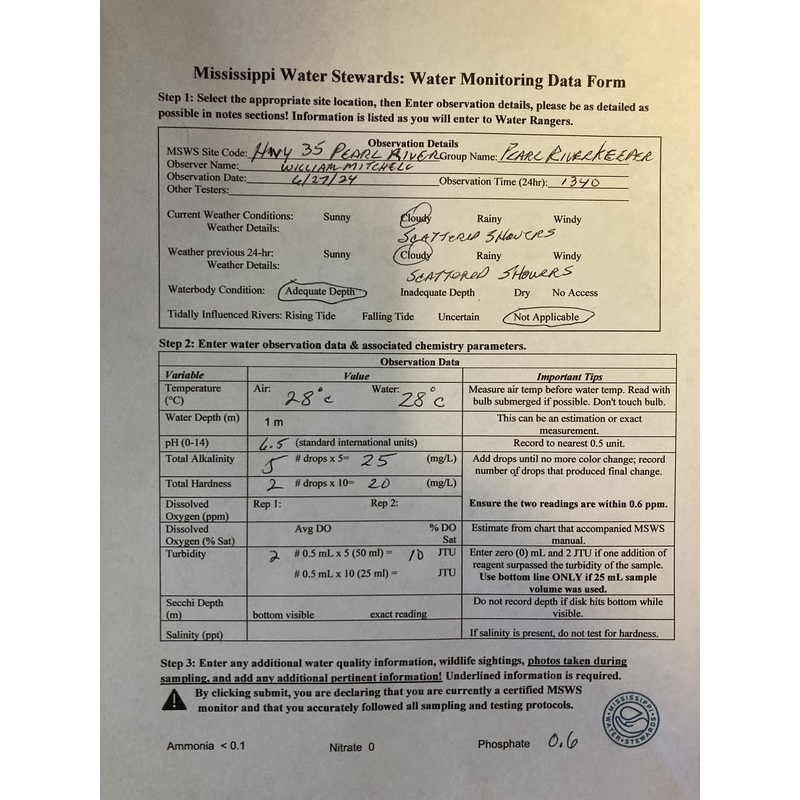 Mississippi Water Stewards: Water Monitoring Data Form
Step 1: Select the appropriate site location, then Enter observation details, please be as detailed as
possible in notes sections! Information is listed as you will enter to Water Rangers.
Observation Details
MSWS Site Code: HWY 35 PEARL RIVER Group Name: PEARL RIVERKEEPER
Observer Name: WILLIAM MITCHELL
Observation Date: 6/27/24 Observation Time (24hr): 1340
Other Testers:
Current Weather Conditions: Sunny Cloudy Rainy Windy
Weather Details: SCATTERED SHOWERS
Weather previous 24-hr: Sunny Cloudy Rainy Windy
Weather Details: SCATTERED SHOWERS
Waterbody Condition: Adequate Depth Inadequate Depth Dry No Access
Tidally Influenced Rivers: Rising Tide Falling Tide Uncertain Not Applicable
Step 2: Enter water observation data & associated chemistry parameters.
Observation Data
Variable Value Important Tips
Temperature Air: 28°c Water: 28°c Measure air temp before water temp. Read with
(°C) bulb submerged if possible. Don't touch bulb.
Water Depth (m) 1 m This can be an estimation or exact
measurement.
pH (0-14) 6.5 (standard international units) Record to nearest 0.5 unit.
Total Alkalinity 5 # drops x 5= 25 (mg/L) Add drops until no more color change; record
number of drops that produced final change.
Total Hardness 2 # drops x 10= 20 (mg/L)
Dissolved Rep 1: Rep 2: Ensure the two readings are within 0.6 ppm.
Oxygen (ppm)
Dissolved Avg DO % DO Estimate from chart that accompanied MSWS
Oxygen (% Sat) Sat manual.
Turbidity 2 # 0.5 mL x 5 (50 ml) = 10 JTU Enter zero (0) mL and 2 JTU if one addition of
reagent surpassed the turbidity of the sample.
# 0.5 mL x 10 (25 ml) = JTU Use bottom line ONLY if 25 mL sample
volume was used.
Secchi Depth Do not record depth if disk hits bottom while
(m) bottom visible exact reading visible.
Salinity (ppt) If salinity is present, do not test for hardness.
Step 3: Enter any additional water quality information, wildlife sightings, photos taken during
sampling, and add any additional pertinent information! Underlined information is required.
By clicking submit, you are declaring that you are currently a certified MSWS
monitor and that you accurately followed all sampling and testing protocols.
MISSISSIPPI WATER STEWARDS
Ammonia < 0.1 Nitrate 0 Phosphate 0.6